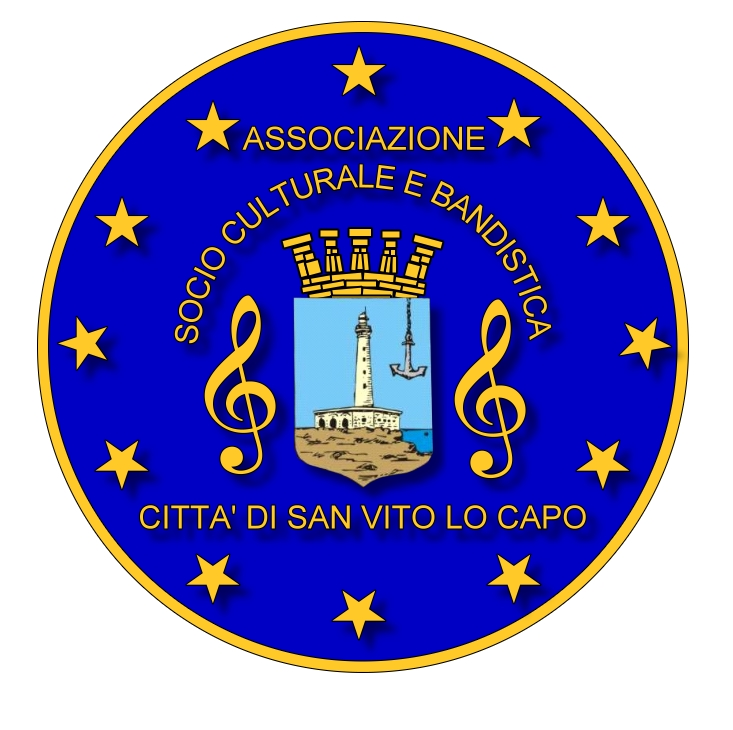 ASSOCIAZIONE
SOCIO CULTURALE E BANDISTICA
CITTA' DI SAN VITO LO CAPO